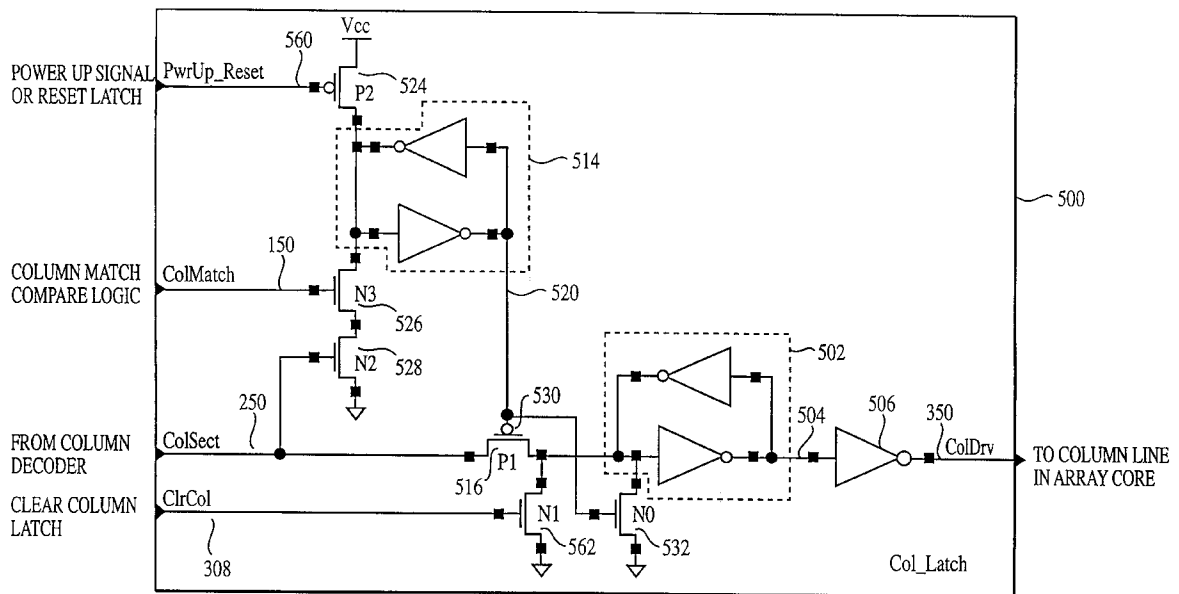 Vcc
560
POWER UP SIGNAL
OR RESET LATCH
PwrUp_Reset
524
P2
514
500
150
COLUMN MATCH
COMPARE LOGIC
ColMatch
N3
526
520
N2
528
502
530
250
504
506
350
FROM COLUMN
DECODER
ColSect
P1
516
ColDrv
TO COLUMN LINE
IN ARRAY CORE
CLEAR COLUMN
LATCH
ClrCol
N1
N0
562
532
308
Col_Latch